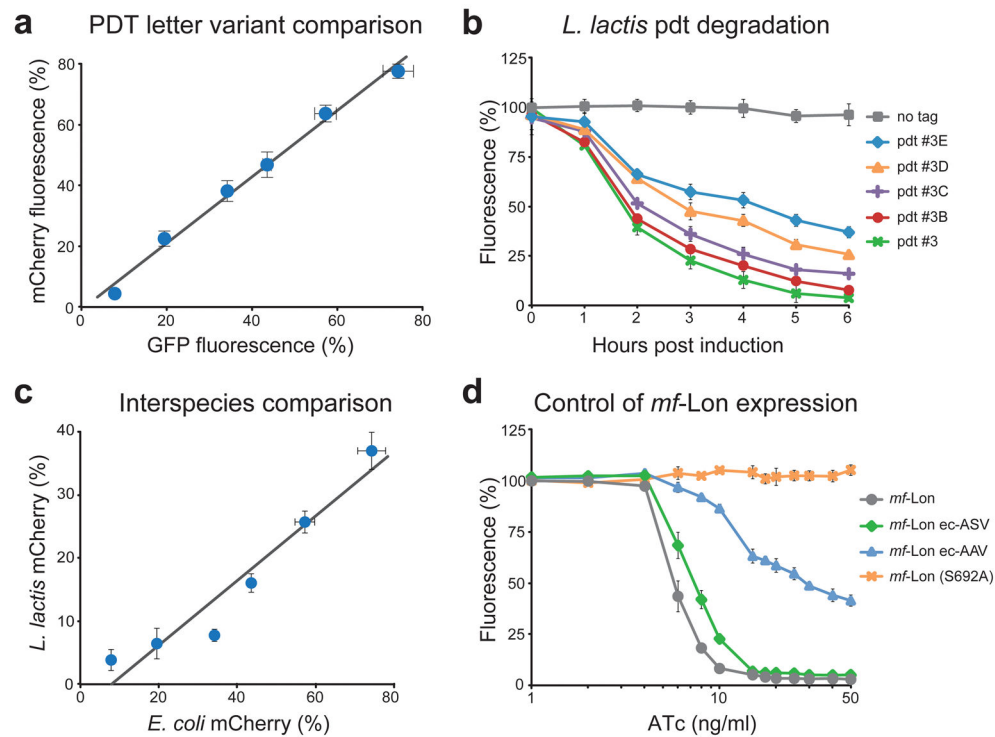 a
PDT letter variant comparison
mCherry fluorescence (%)
80
60
40
20
0
0 20 40 60 80
GFP fluorescence (%)
b
L. lactis pdt degradation
Fluorescence (%)
125
100
75
50
25
0
0 1 2 3 4 5 6
Hours post induction
no tag
pdt #3E
pdt #3D
pdt #3C
pdt #3B
pdt #3
c
Interspecies comparison
L. lactis mCherry (%)
40
30
20
10
0
0 20 40 60 80
E. coli mCherry (%)
d
Control of mf-Lon expression
Fluorescence (%)
125
100
75
50
25
0
1 10 50
ATc (ng/ml)
mf-Lon
mf-Lon ec-ASV
mf-Lon ec-AAV
mf-Lon (S692A)